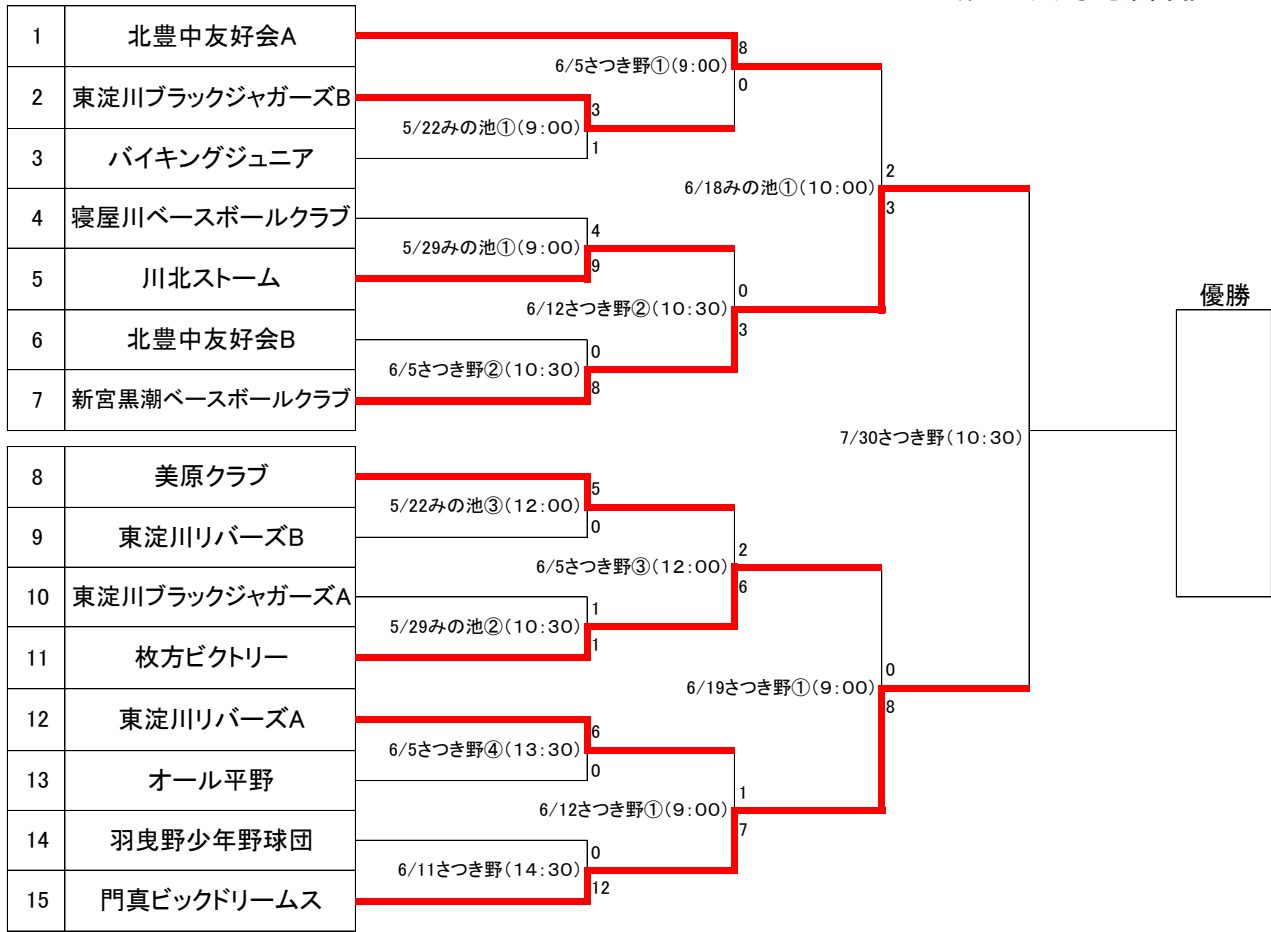 1 北豊中友好会A
8
6/5さつき野①(9:00)
0
2 東淀川ブラックジャガーズB
3
5/22みの池①(9:00)
1
3 バイキングジュニア
2
6/18みの池①(10:00)
3
4 寝屋川ベースボールクラブ
4
5/29みの池①(9:00)
9
5 川北ストーム
0
6/12さつき野②(10:30)
3
優勝
6 北豊中友好会B
0
6/5さつき野②(10:30)
8
7 新宮黒潮ベースボールクラブ
7/30さつき野(10:30)
8 美原クラブ
5
5/22みの池③(12:00)
0
9 東淀川リバーズB
2
6/5さつき野③(12:00)
6
10 東淀川ブラックジャガーズA
1
5/29みの池②(10:30)
1
11 枚方ビクトリー
0
6/19さつき野①(9:00)
8
12 東淀川リバーズA
6
6/5さつき野④(13:30)
0
13 オール平野
1
6/12さつき野①(9:00)
7
14 羽曳野少年野球団
0
6/11さつき野(14:30)
12
15 門真ビックドリームス